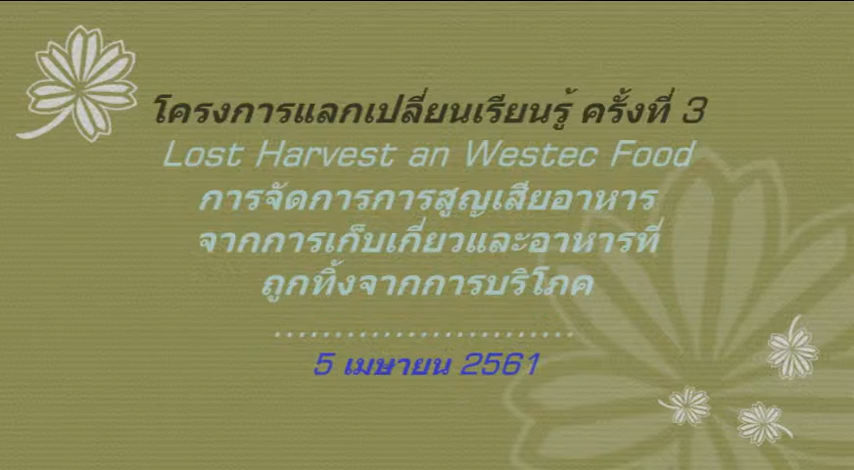 โครงการแลกเปลี่ยนเรียนรู้ ครั้งที่ 3
Lost Harvest an Westec Food
การจัดการการสูญเสียอาหาร
จากการเก็บเกี่ยวและอาหารที่
ถูกทิ้งจากการบริโภค
.........................
5 เมษายน 2561